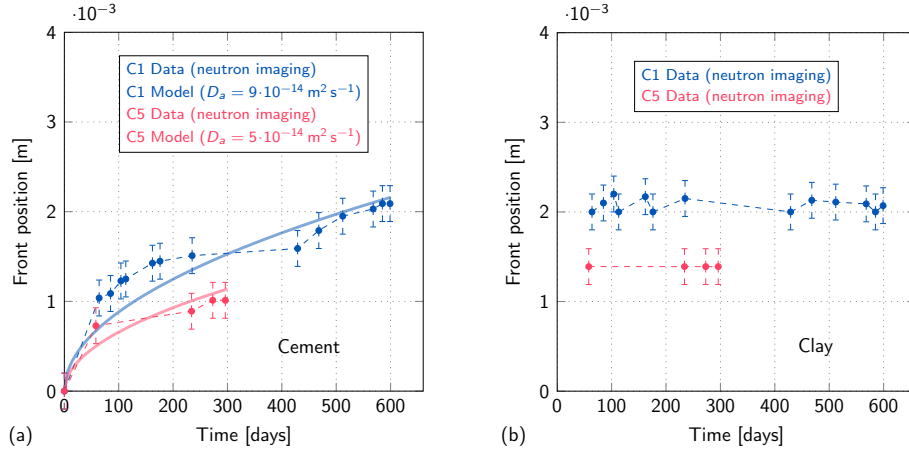 ·10⁻³
4
3
2
1
0
0
100
200
300
400
500
600
Front position [m]
Time [days]
C1 Data (neutron imaging)
C1 Model (Dₐ = 9·10⁻¹⁴ m² s⁻¹)
C5 Data (neutron imaging)
C5 Model (Dₐ = 5·10⁻¹⁴ m² s⁻¹)
Cement
(a)
·10⁻³
4
3
2
1
0
0
100
200
300
400
500
600
Front position [m]
Time [days]
C1 Data (neutron imaging)
C5 Data (neutron imaging)
Clay
(b)